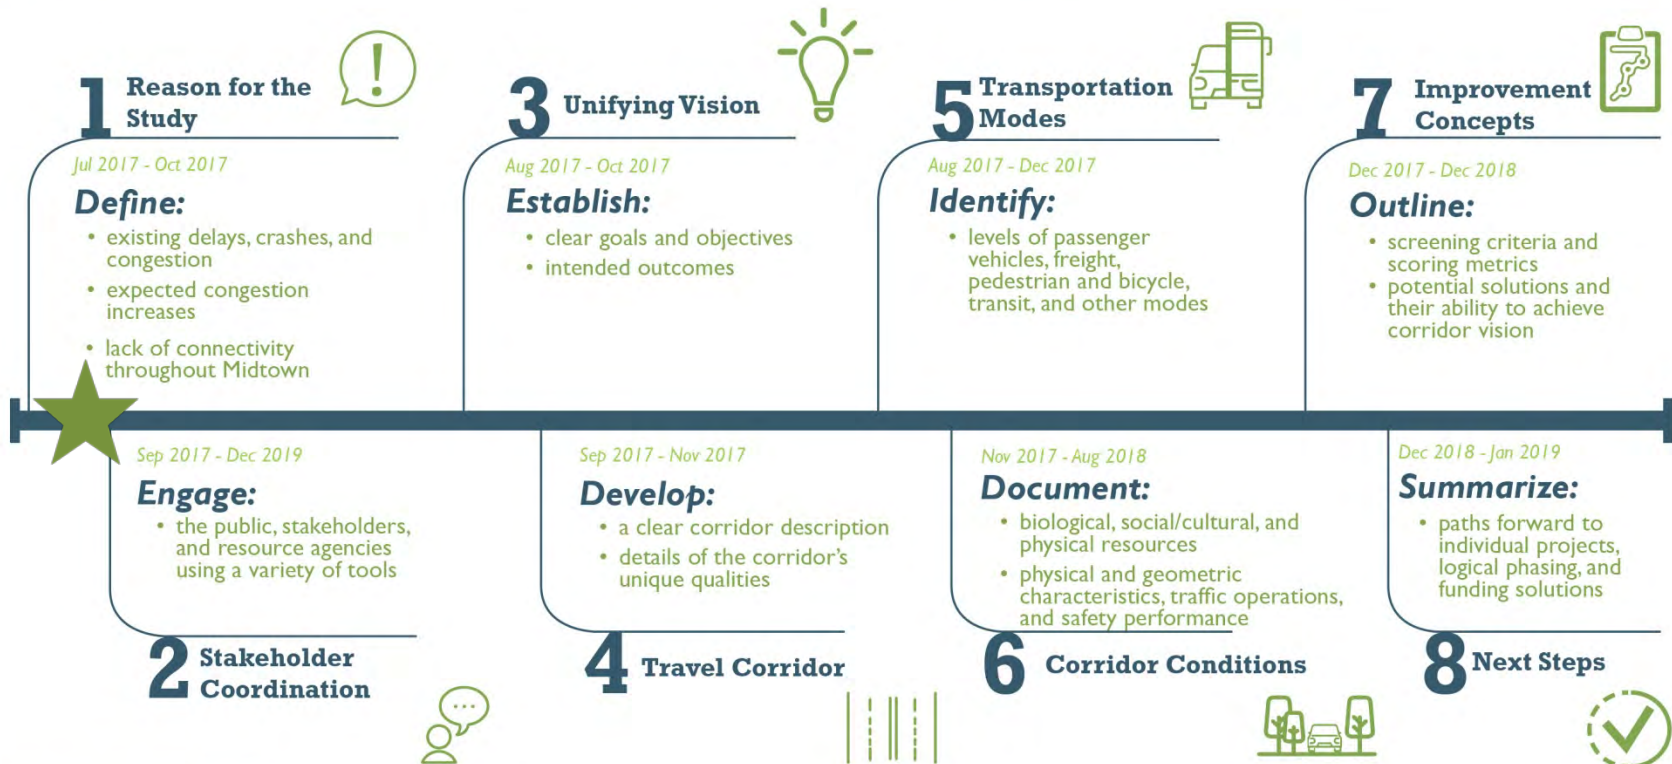 1 Reason for the
Study
Jul 2017 - Oct 2017
Define:
• existing delays, crashes, and
congestion
• expected congestion
increases
• lack of connectivity
throughout Midtown
3 Unifying Vision
Aug 2017 - Oct 2017
Establish:
• clear goals and objectives
• intended outcomes
5 Transportation
Modes
Aug 2017 - Dec 2017
Identify:
• levels of passenger
vehicles, freight,
pedestrian and bicycle,
transit, and other modes
7 Improvement
Concepts
Dec 2017 - Dec 2018
Outline:
• screening criteria and
scoring metrics
• potential solutions and
their ability to achieve
corridor vision
Sep 2017 - Dec 2019
Engage:
• the public, stakeholders,
and resource agencies
using a variety of tools
2 Stakeholder
Coordination
Sep 2017 - Nov 2017
Develop:
• a clear corridor description
• details of the corridor's
unique qualities
4 Travel Corridor
Nov 2017 - Aug 2018
Document:
• biological, social/cultural, and
physical resources
• physical and geometric
characteristics, traffic operations,
and safety performance
6 Corridor Conditions
Dec 2018 - Jan 2019
Summarize:
• paths forward to
individual projects,
logical phasing, and
funding solutions
8 Next Steps